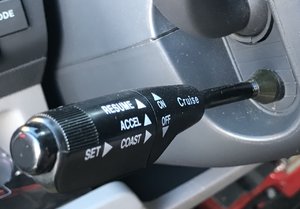 ODE
RESUME ▲ ▲ ON
ACCEL ▲ Cruise
SET ▶ COAST ▶ ▼ OFF